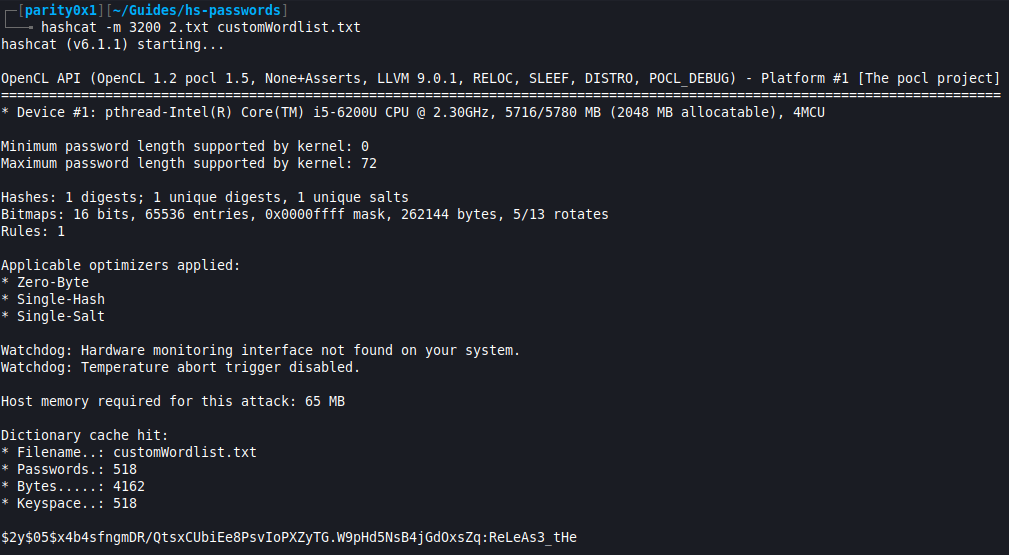 [parity0x1][~/Guides/hs-passwords]
hashcat -m 3200 2.txt customWordlist.txt
hashcat (v6.1.1) starting...
OpenCL API (OpenCL 1.2 pocl 1.5, None+Asserts, LLVM 9.0.1, RELOC, SLEEF, DISTRO, POCL_DEBUG) - Platform #1 [The pocl project]
=============================================================================================================================
* Device #1: pthread-Intel(R) Core(TM) i5-6200U CPU @ 2.30GHz, 5716/5780 MB (2048 MB allocatable), 4MCU
Minimum password length supported by kernel: 0
Maximum password length supported by kernel: 72
Hashes: 1 digests; 1 unique digests, 1 unique salts
Bitmaps: 16 bits, 65536 entries, 0x0000ffff mask, 262144 bytes, 5/13 rotates
Rules: 1
Applicable optimizers applied:
* Zero-Byte
* Single-Hash
* Single-Salt
Watchdog: Hardware monitoring interface not found on your system.
Watchdog: Temperature abort trigger disabled.
Host memory required for this attack: 65 MB
Dictionary cache hit:
* Filename..: customWordlist.txt
* Passwords.: 518
* Bytes.....: 4162
* Keyspace..: 518
$2y$05$x4b4sfngmDR/QtsxCUbiEe8PsvIoPXZyTG.W9pHd5NsB4jGdOxsZq:ReLeAs3_tHe